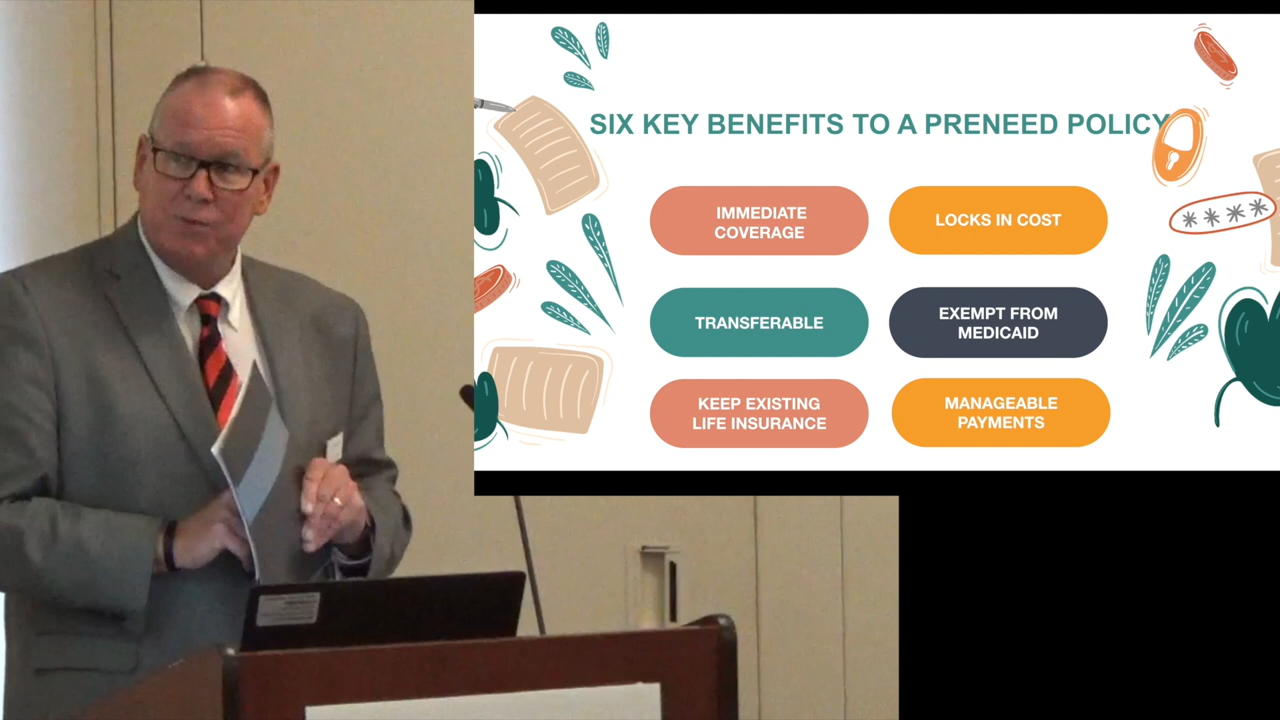 SIX KEY BENEFITS TO A PRENEED POLICY
IMMEDIATE
COVERAGE
LOCKS IN COST
TRANSFERABLE
EXEMPT FROM
MEDICAID
KEEP EXISTING
LIFE INSURANCE
MANAGEABLE
PAYMENTS